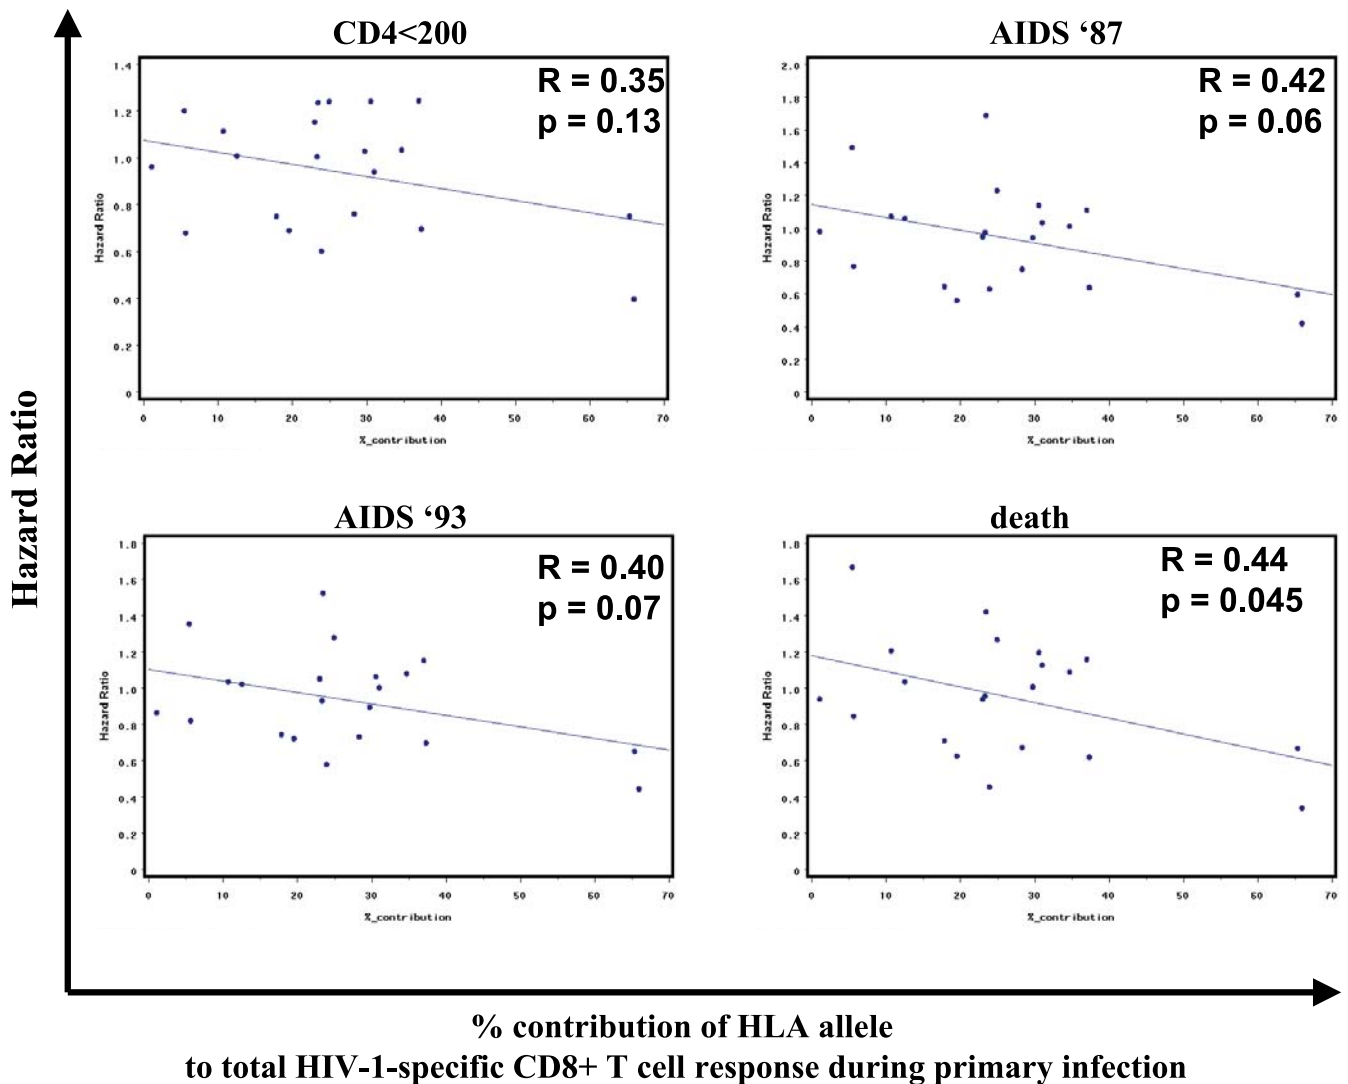 CD4<200
R = 0.35
p = 0.13
1.4
1.2
1.0
0.8
0.6
0.4
0.2
0
Hazard Ratio
0 10 20 30 40 50 60 70
%_contribution
AIDS ‘87
R = 0.42
p = 0.06
2.0
1.8
1.6
1.4
1.2
1.0
0.8
0.6
0.4
0.2
0
Hazard Ratio
0 10 20 30 40 50 60 70
%_contribution
AIDS ‘93
R = 0.40
p = 0.07
1.8
1.6
1.4
1.2
1.0
0.8
0.6
0.4
0.2
0
Hazard Ratio
0 10 20 30 40 50 60 70
%_contribution
death
R = 0.44
p = 0.045
1.8
1.6
1.4
1.2
1.0
0.8
0.6
0.4
0.2
0
Hazard Ratio
0 10 20 30 40 50 60 70
%_contribution
Hazard Ratio
% contribution of HLA allele
to total HIV-1-specific CD8+ T cell response during primary infection